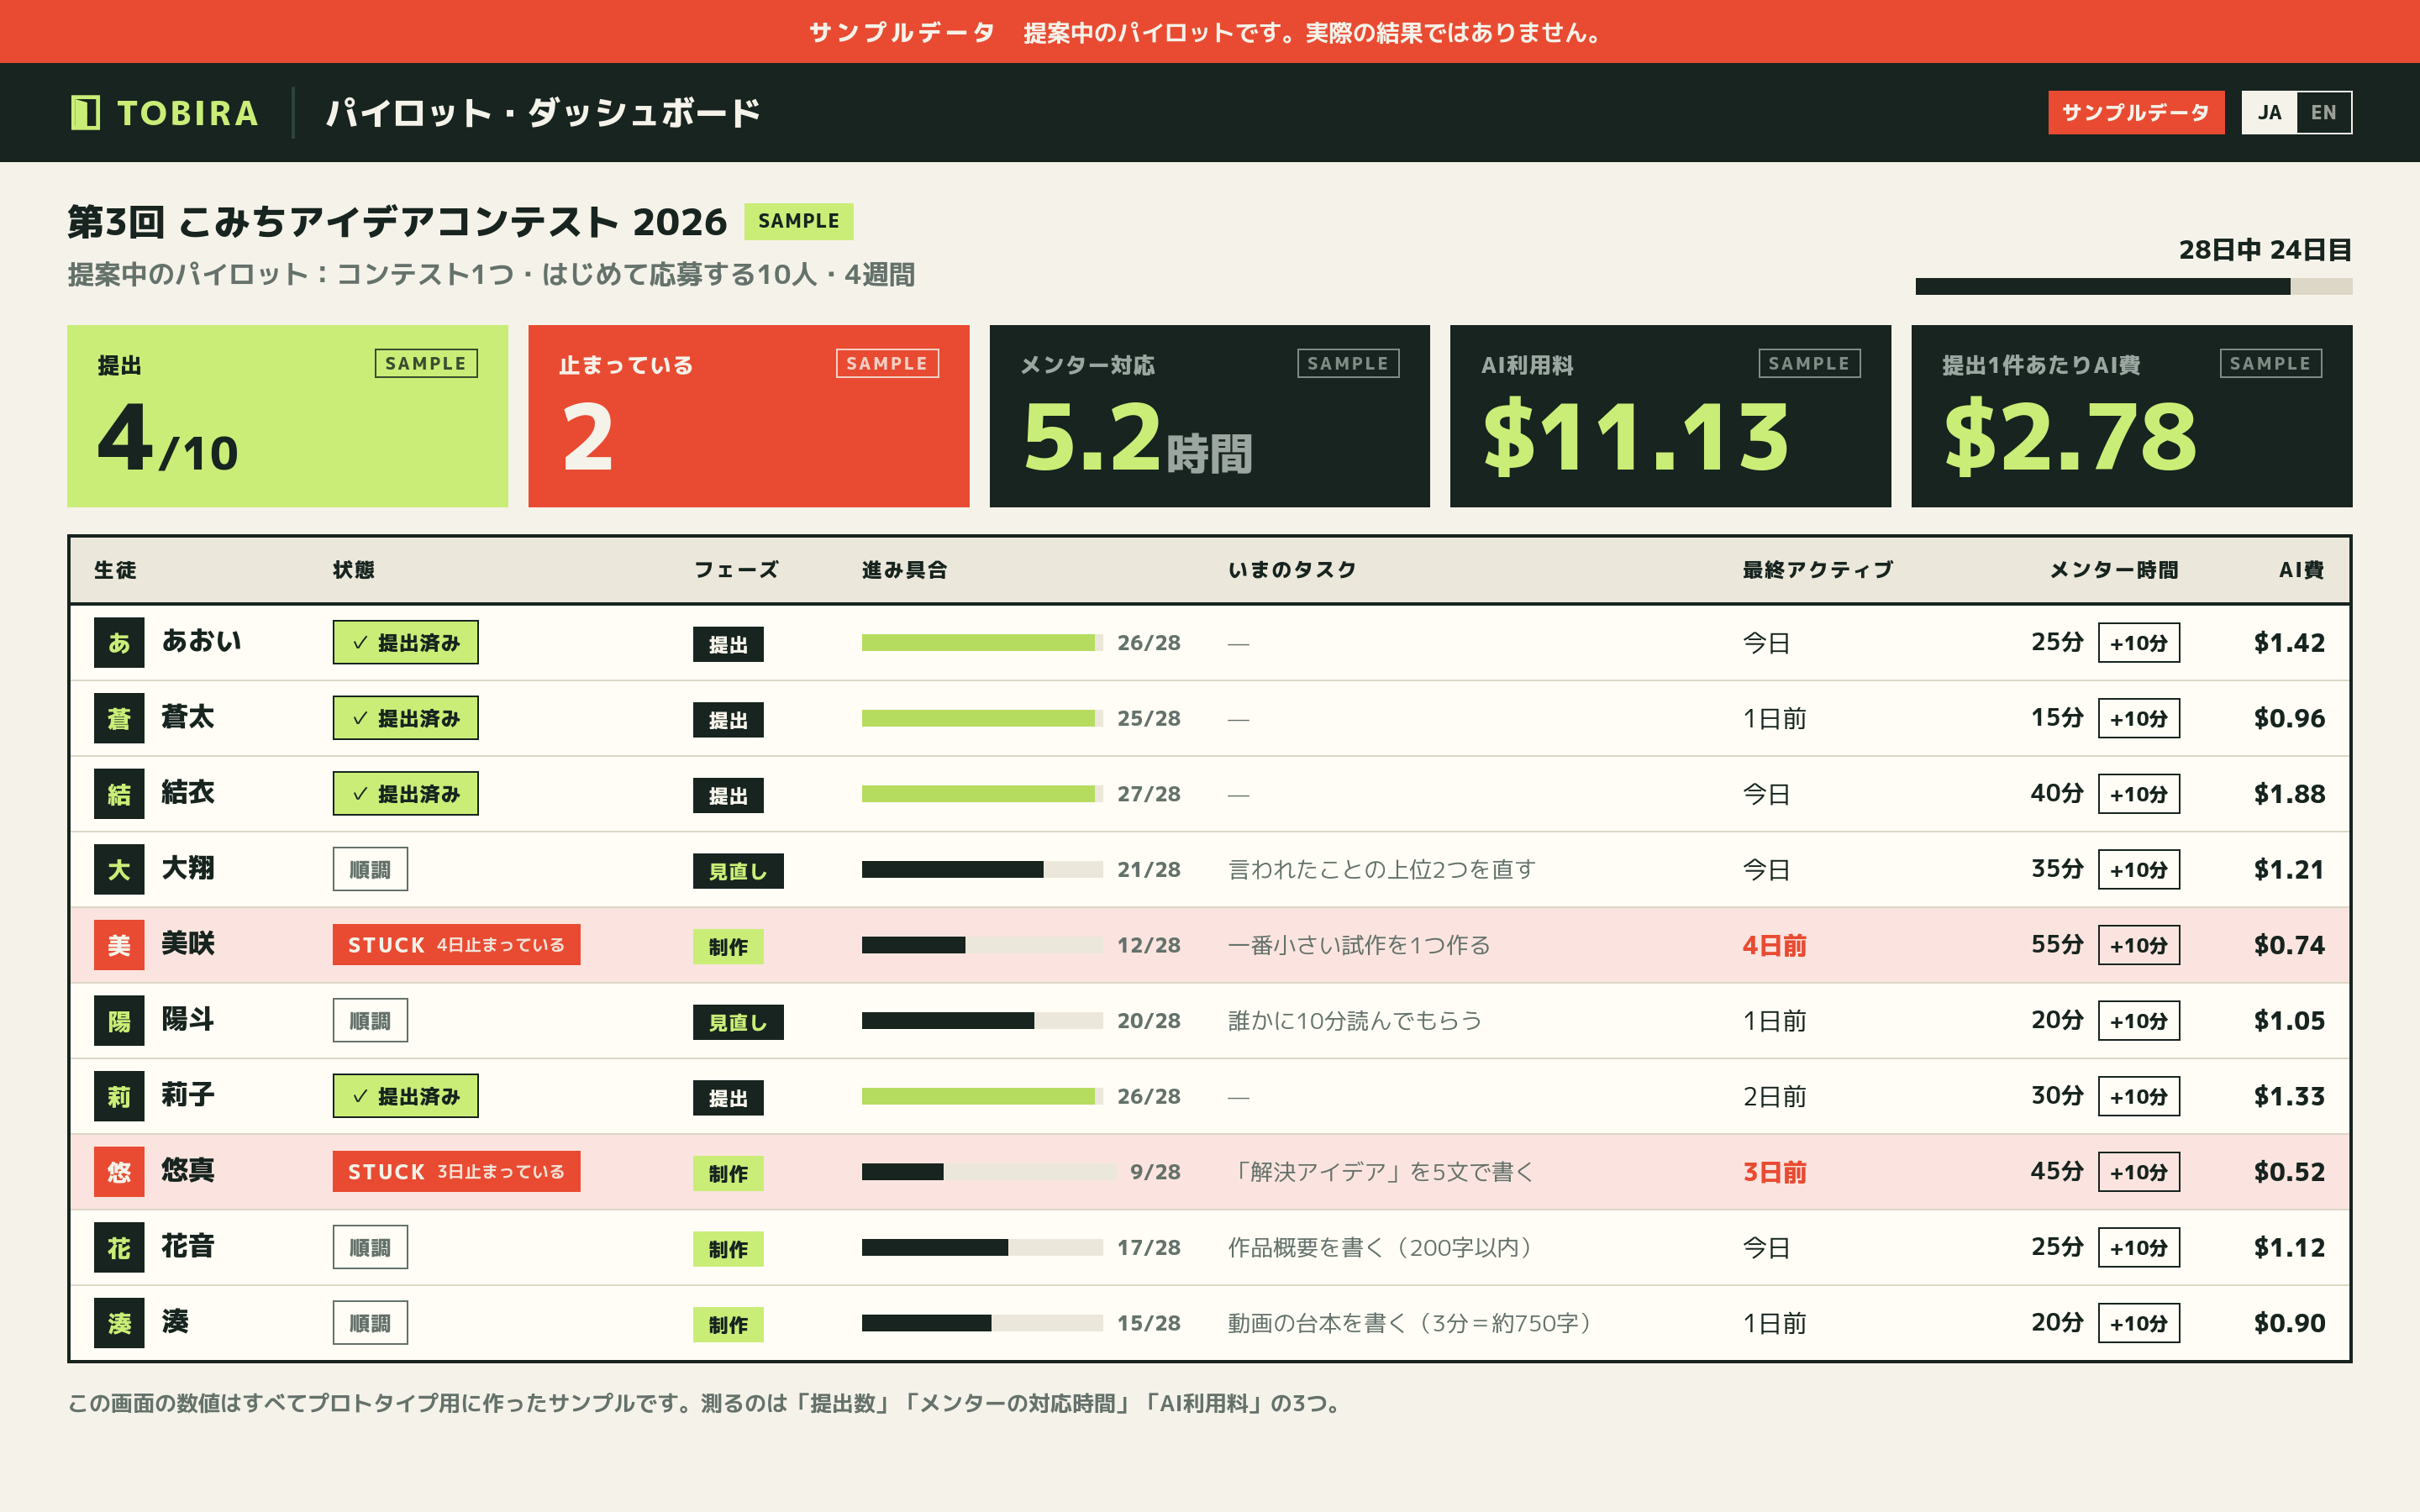 サンプルデータ 提案中のパイロットです。実際の結果ではありません。
TOBIRA パイロット・ダッシュボード サンプルデータ JA EN
第3回 こみちアイデアコンテスト 2026 SAMPLE
提案中のパイロット：コンテスト1つ・はじめて応募する10人・4週間
28日中 24日目
提出 SAMPLE
4/10
止まっている SAMPLE
2
メンター対応 SAMPLE
5.2時間
AI利用料 SAMPLE
$11.13
提出1件あたりAI費 SAMPLE
$2.78
生徒 状態 フェーズ 進み具合 いまのタスク 最終アクティブ メンター時間 AI費
あ あおい ✓ 提出済み 提出 26/28 — 今日 25分 +10分 $1.42
蒼 蒼太 ✓ 提出済み 提出 25/28 — 1日前 15分 +10分 $0.96
結 結衣 ✓ 提出済み 提出 27/28 — 今日 40分 +10分 $1.88
大 大翔 順調 見直し 21/28 言われたことの上位2つを直す 今日 35分 +10分 $1.21
美 美咲 STUCK 4日止まっている 制作 12/28 一番小さい試作を1つ作る 4日前 55分 +10分 $0.74
陽 陽斗 順調 見直し 20/28 誰かに10分読んでもらう 1日前 20分 +10分 $1.05
莉 莉子 ✓ 提出済み 提出 26/28 — 2日前 30分 +10分 $1.33
悠 悠真 STUCK 3日止まっている 制作 9/28 「解決アイデア」を5文で書く 3日前 45分 +10分 $0.52
花 花音 順調 制作 17/28 作品概要を書く（200字以内） 今日 25分 +10分 $1.12
湊 湊 順調 制作 15/28 動画の台本を書く（3分＝約750字） 1日前 20分 +10分 $0.90
この画面の数値はすべてプロトタイプ用に作ったサンプルです。測るのは「提出数」「メンターの対応時間」「AI利用料」の3つ。